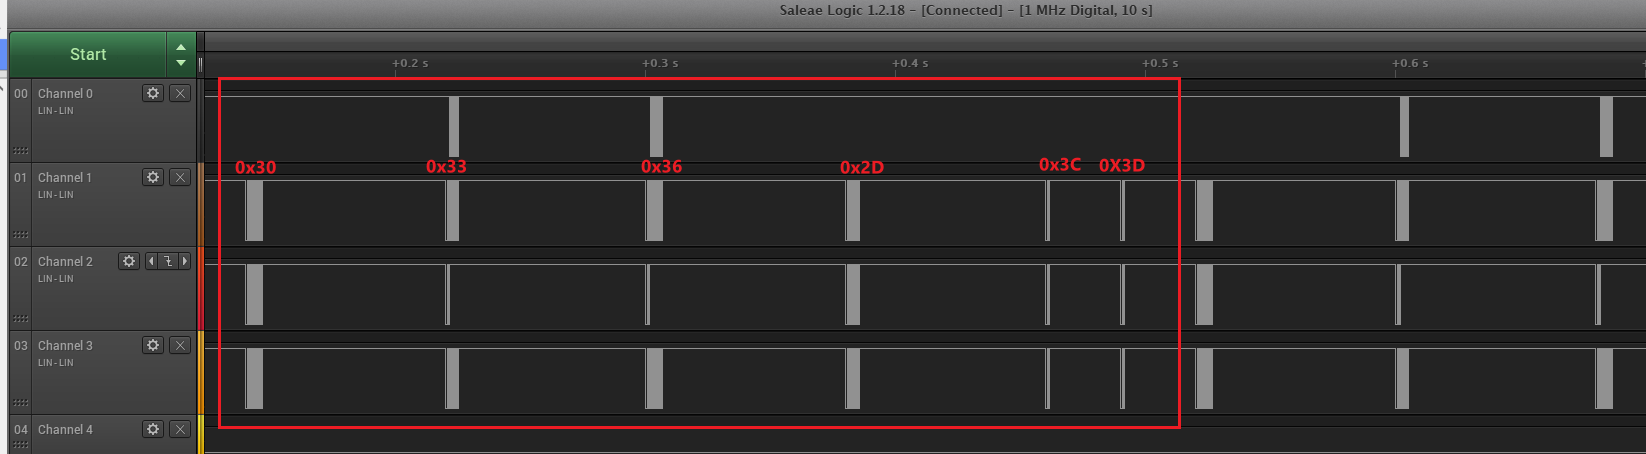 Saleae Logic 1.2.18 - [Connected] - [1 MHz Digital, 10 s]
Start
+0.2 s +0.3 s +0.4 s +0.5 s +0.6 s
00 Channel 0
LIN-LIN
0x30 0x33 0x36 0x2D 0x3C 0X3D
01 Channel 1
LIN-LIN
02 Channel 2
LIN-LIN
03 Channel 3
LIN-LIN
04 Channel 4